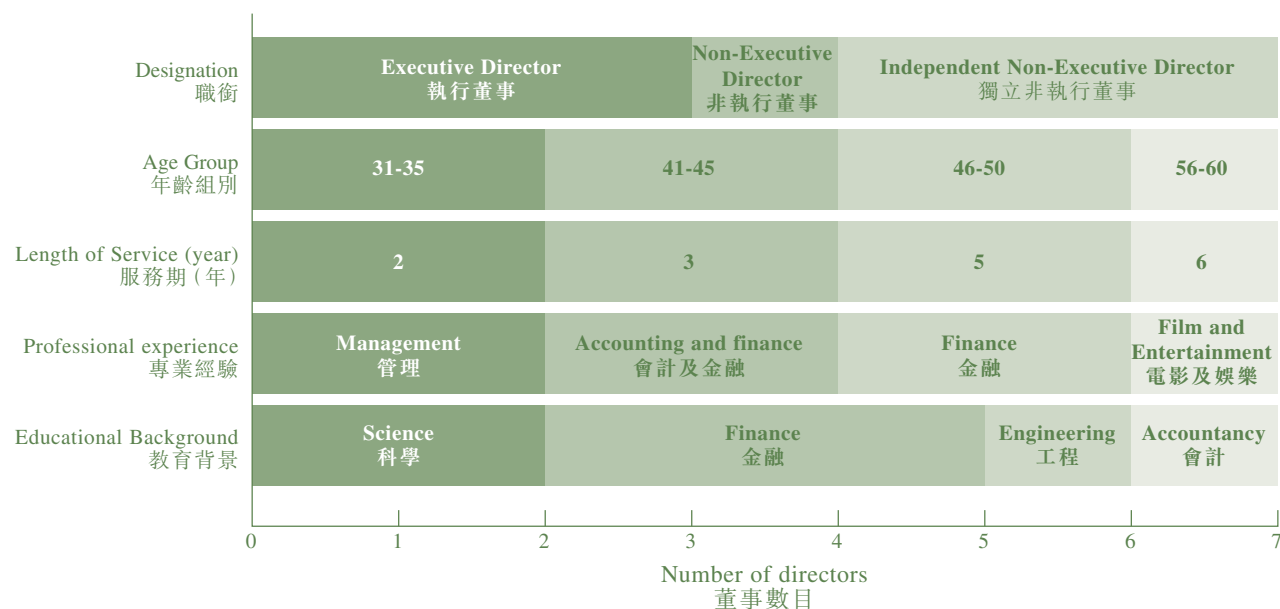 Designation
職銜
Executive Director
執行董事
Non-Executive
Director
非執行董事
Independent Non-Executive Director
獨立非執行董事
Age Group
年齡組別
31-35
41-45
46-50
56-60
Length of Service (year)
服務期(年)
2
3
5
6
Professional experience
專業經驗
Management
管理
Accounting and finance
會計及金融
Finance
金融
Film and
Entertainment
電影及娛樂
Educational Background
教育背景
Science
科學
Finance
金融
Engineering
工程
Accountancy
會計
0 1 2 3 4 5 6 7
Number of directors
董事數目